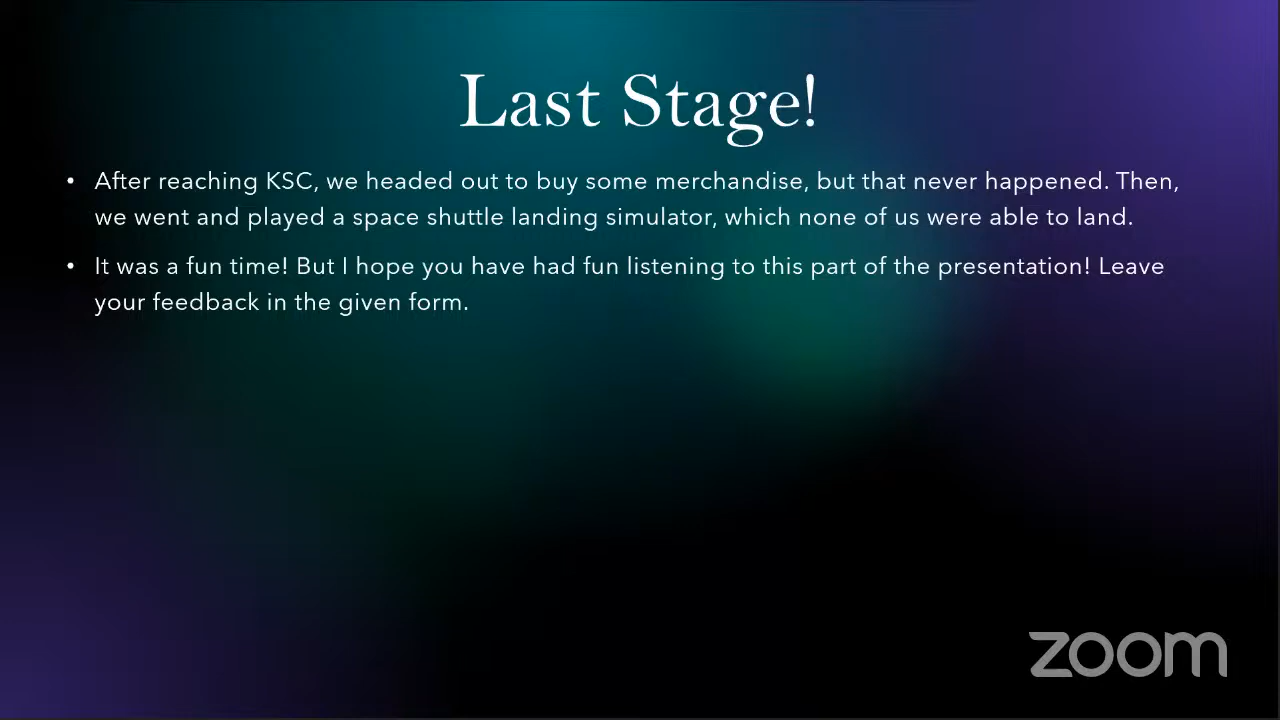 Last Stage!
• After reaching KSC, we headed out to buy some merchandise, but that never happened. Then,
we went and played a space shuttle landing simulator, which none of us were able to land.
• It was a fun time! But I hope you have had fun listening to this part of the presentation! Leave
your feedback in the given form.
zoom